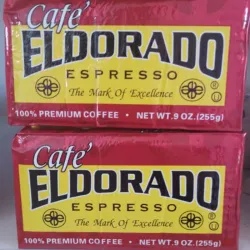 Café
ELDORADO
®
ESPRESSO
The Mark Of Excellence
U
100% PREMIUM COFFEE • NET WT. 9 OZ. (255g)
Café
ELDORADO
®
ESPRESSO
The Mark Of Excellence
U
100% PREMIUM COFFEE • NET WT. 9 OZ. (255g)